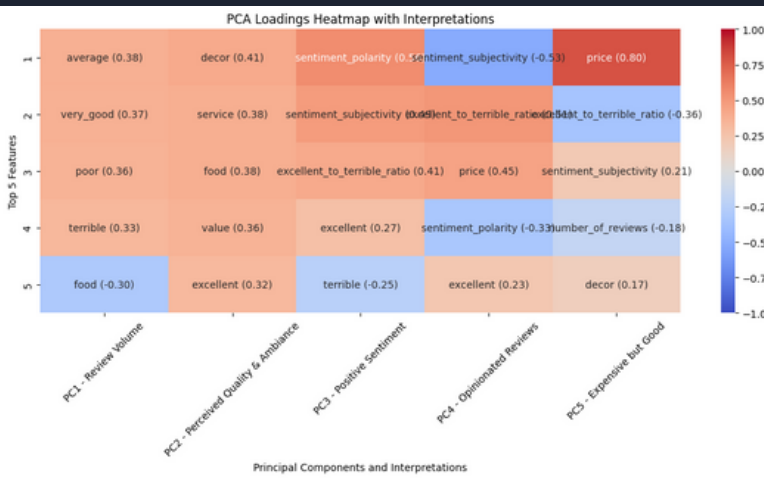 PCA Loadings Heatmap with Interpretations
average (0.38) decor (0.41) sentiment_polarity sentiment_subjectivity (-0.53) price (0.80)
very_good (0.37) service (0.38) sentiment_subjectivity excellent_to_terrible_ratio excellent_to_terrible_ratio (-0.36)
poor (0.36) food (0.38) excellent_to_terrible_ratio (0.41) price (0.45) sentiment_subjectivity (0.21)
terrible (0.33) value (0.36) excellent (0.27) sentiment_polarity (-0.33) number_of_reviews (-0.18)
food (-0.30) excellent (0.32) terrible (-0.25) excellent (0.23) decor (0.17)
1
2
3
4
5
Top 5 Features
PC1 - Review Volume
PC2 - Perceived Quality & Ambiance
PC3 - Positive Sentiment
PC4 - Opinionated Reviews
PC5 - Expensive but Good
Principal Components and Interpretations
1.00
0.75
0.50
0.25
0.00